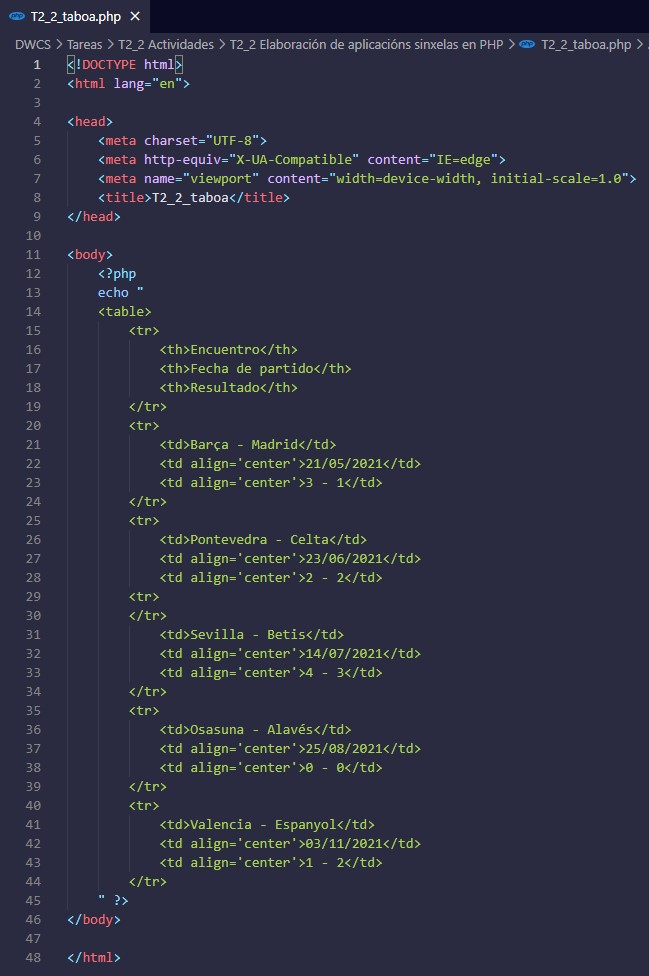 T2_2_taboa.php ×
DWCS > Tareas > T2_2 Actividades > T2_2 Elaboración de aplicacións sinxelas en PHP > T2_2_taboa.php >
1 <!DOCTYPE html>
2 <html lang="en">
3
4 <head>
5 <meta charset="UTF-8">
6 <meta http-equiv="X-UA-Compatible" content="IE=edge">
7 <meta name="viewport" content="width=device-width, initial-scale=1.0">
8 <title>T2_2_taboa</title>
9 </head>
10
11 <body>
12 <?php
13 echo "
14 <table>
15 <tr>
16 <th>Encuentro</th>
17 <th>Fecha de partido</th>
18 <th>Resultado</th>
19 </tr>
20 <tr>
21 <td>Barça - Madrid</td>
22 <td align='center'>21/05/2021</td>
23 <td align='center'>3 - 1</td>
24 </tr>
25 <tr>
26 <td>Pontevedra - Celta</td>
27 <td align='center'>23/06/2021</td>
28 <td align='center'>2 - 2</td>
29 <tr>
30 </tr>
31 <td>Sevilla - Betis</td>
32 <td align='center'>14/07/2021</td>
33 <td align='center'>4 - 3</td>
34 </tr>
35 <tr>
36 <td>Osasuna - Alavés</td>
37 <td align='center'>25/08/2021</td>
38 <td align='center'>0 - 0</td>
39 </tr>
40 <tr>
41 <td>Valencia - Espanyol</td>
42 <td align='center'>03/11/2021</td>
43 <td align='center'>1 - 2</td>
44 </tr>
45 " ?>
46 </body>
47
48 </html>